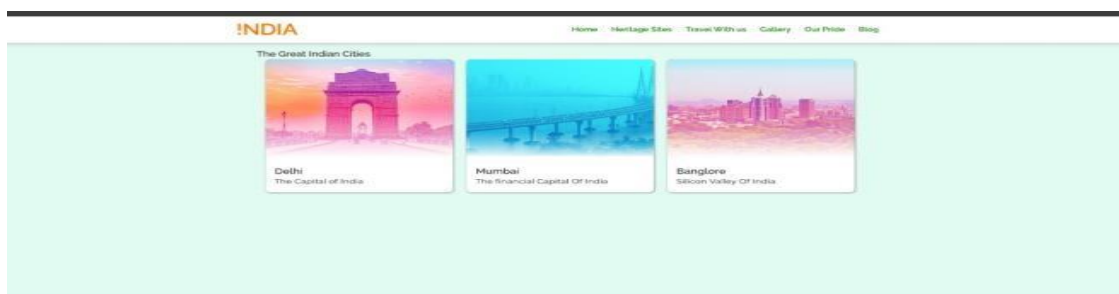 !NDIA
Home Heritage Sites Travel With us Gallery Our Pride Blog
The Great Indian Cities
Delhi
The Capital of India
Mumbai
The financial Capital Of India
Banglore
Silicon Valley Of India